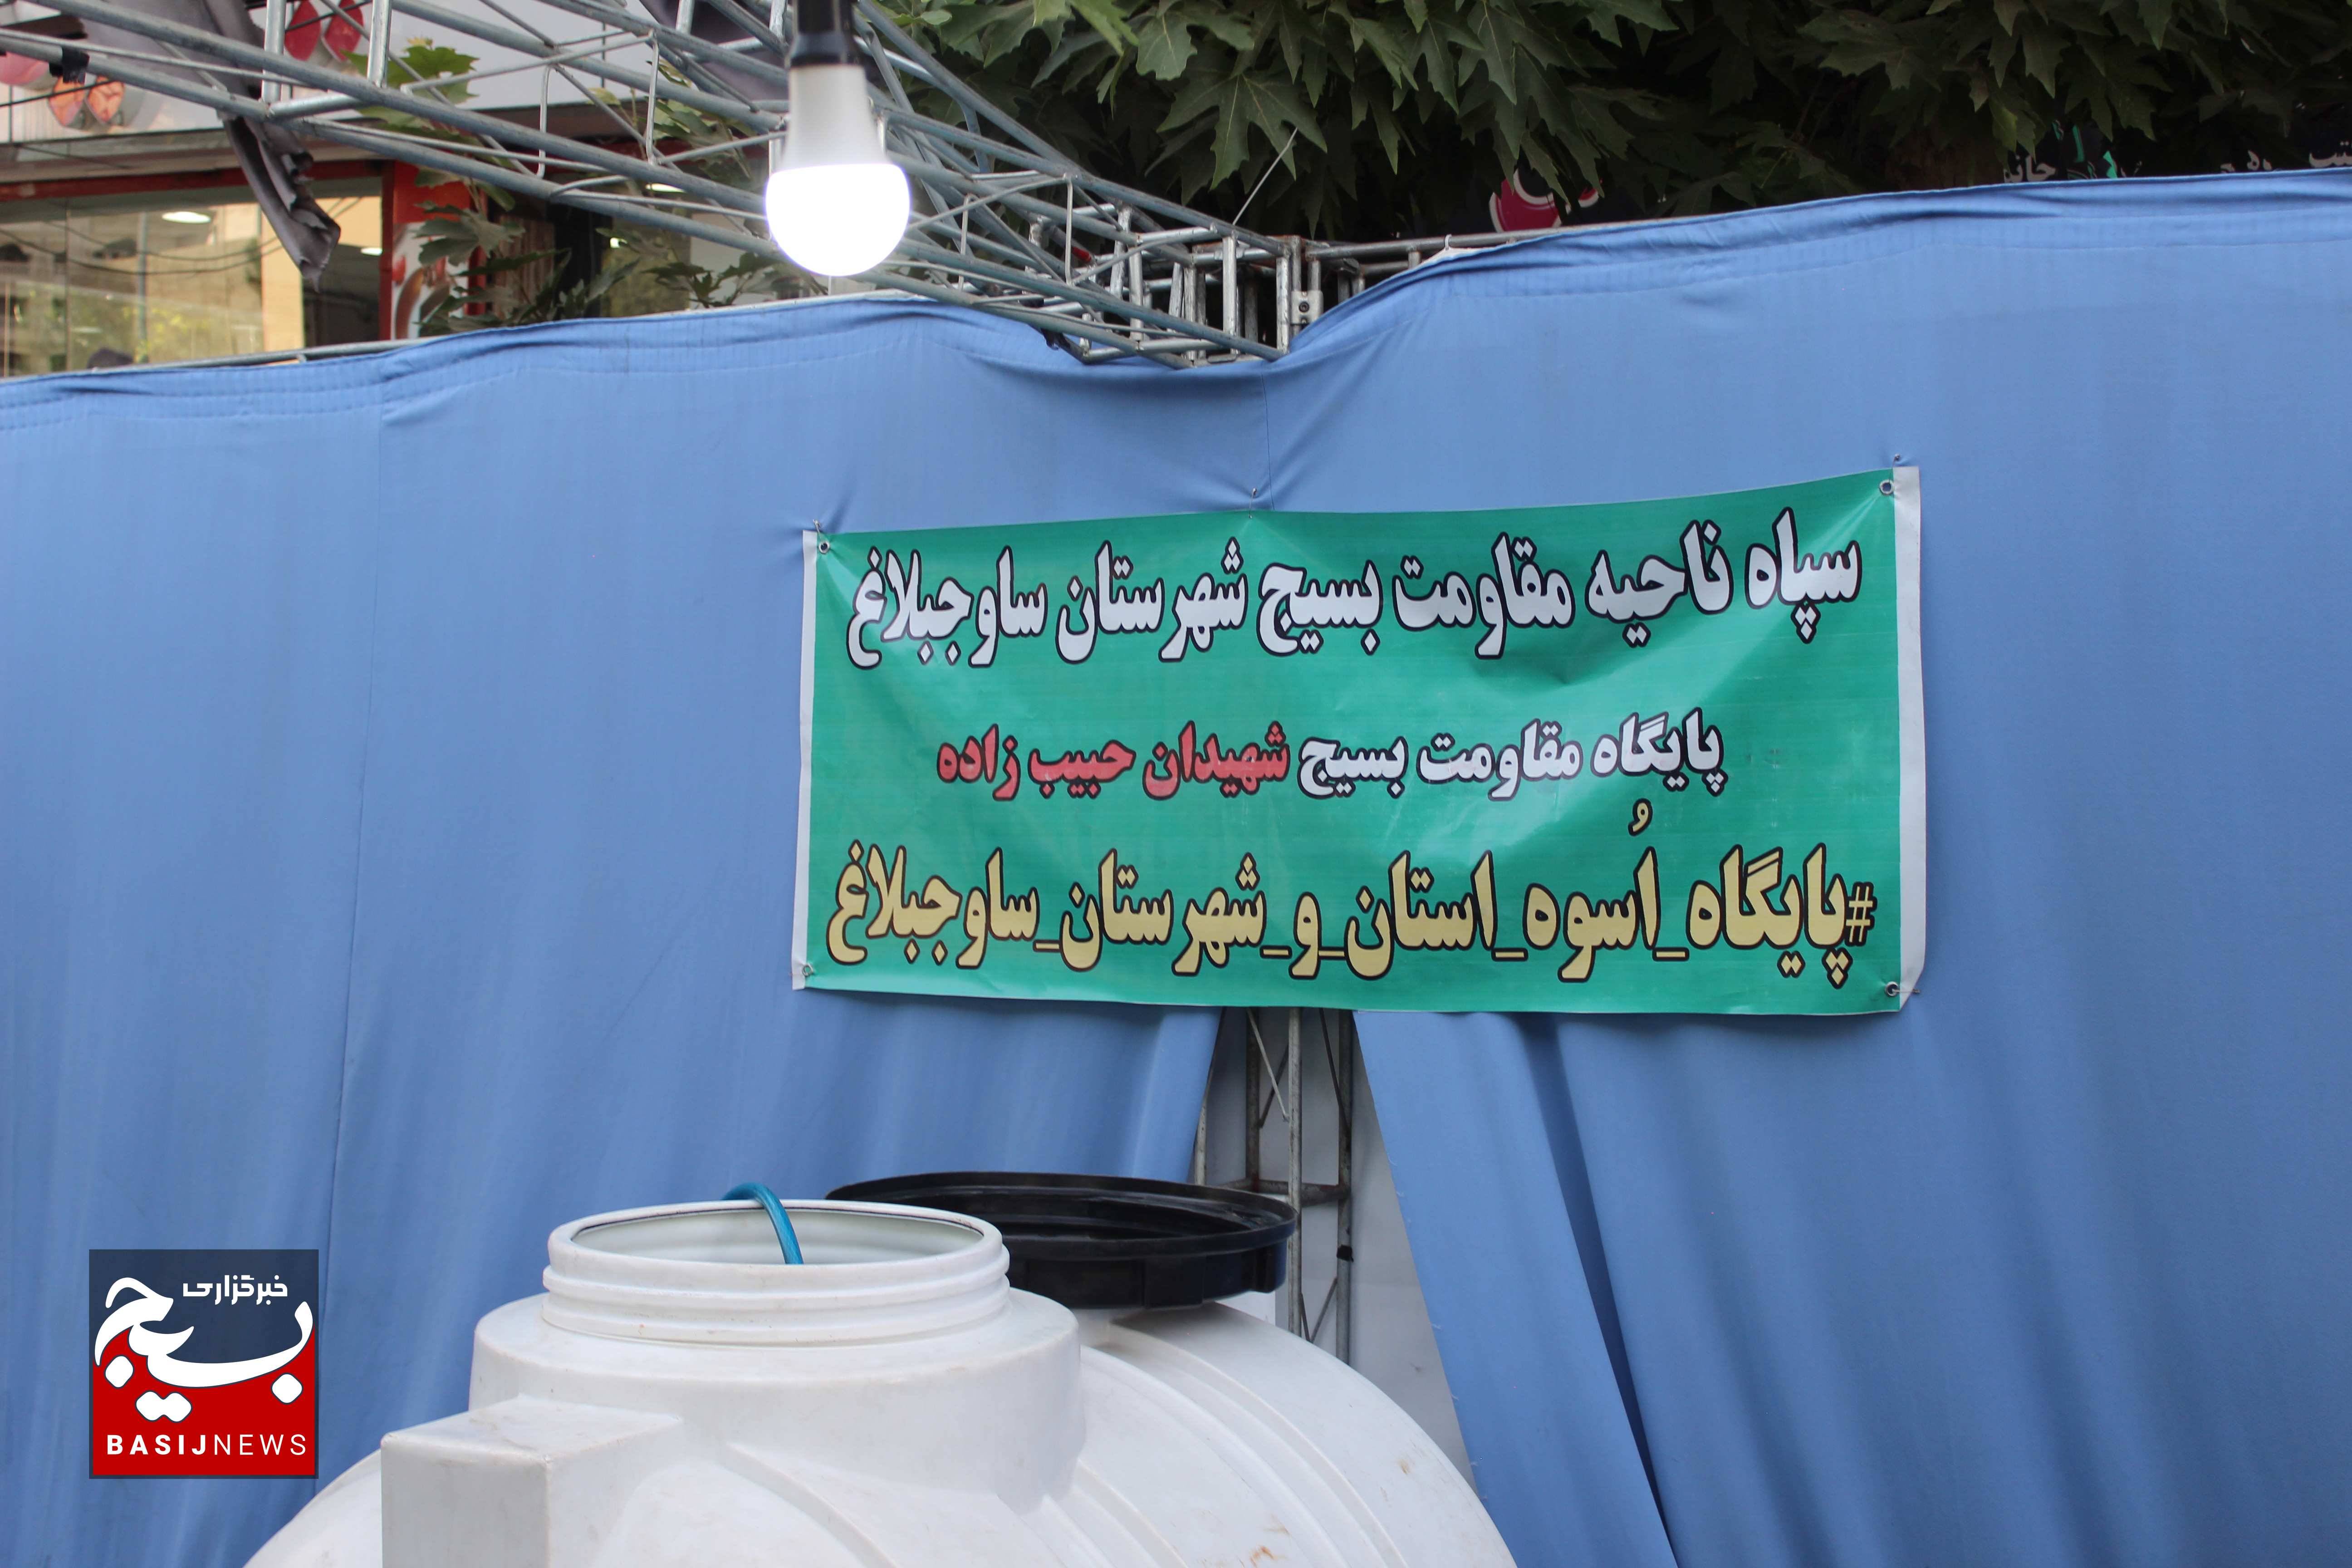 سپاه ناحیه مقاومت بسیج شهرستان ساوجبلاغ
پایگاه مقاومت بسیج شهیدان حبیب زاده
#پایگاه_اُسوه_استان_و_شهرستان_ساوجبلاغ
خبرگزاری
بسیج
BASIJNEWS